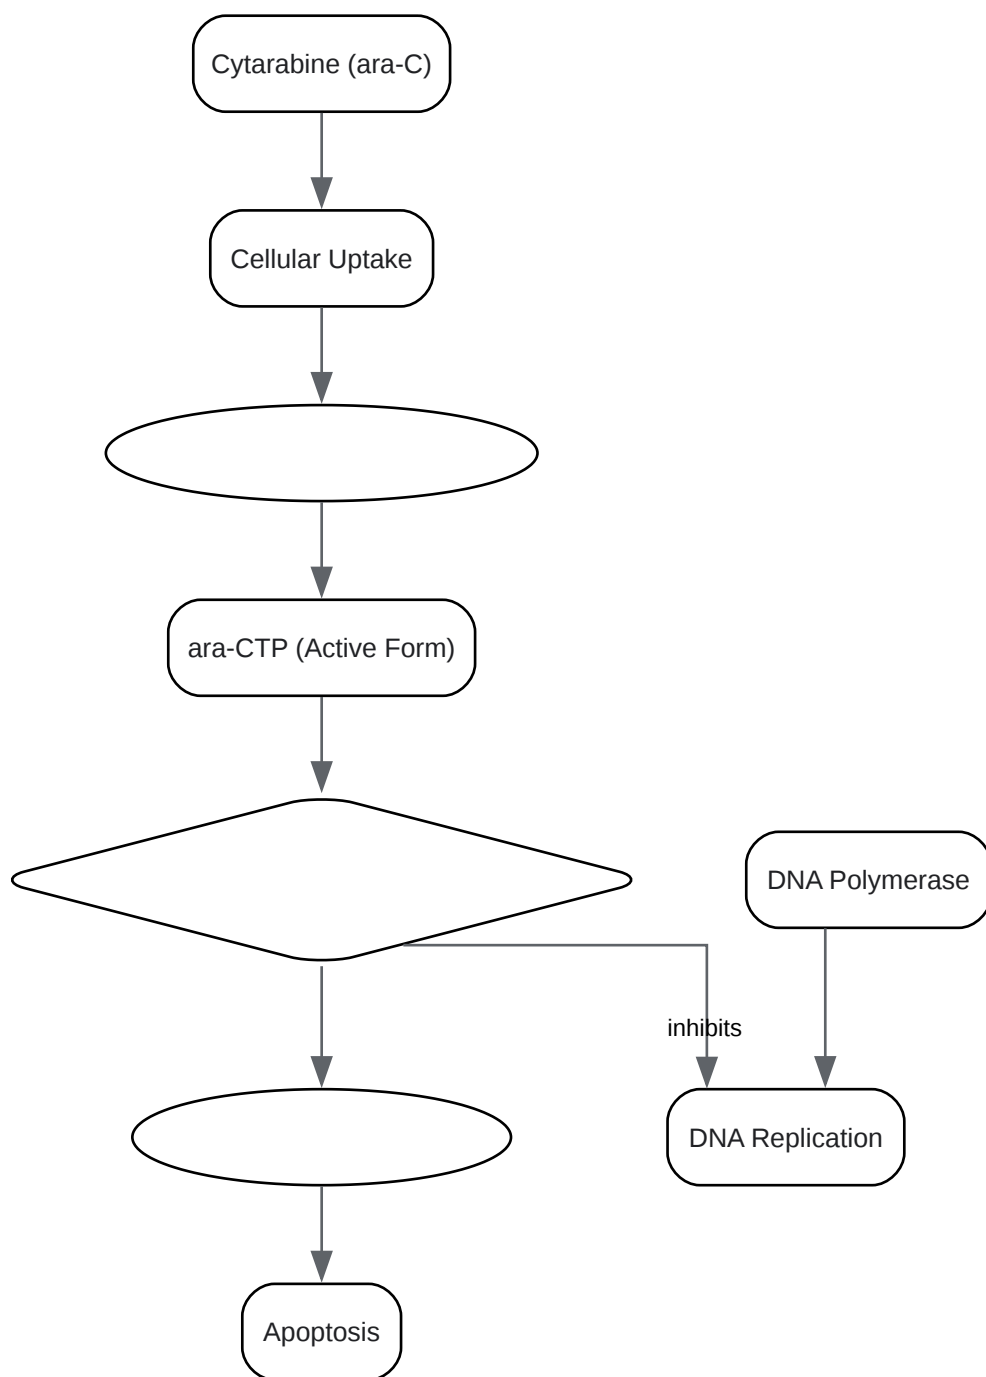 Cytarabine (ara-C)
Cellular Uptake
ara-CTP (Active Form)
DNA Polymerase
inhibits
DNA Replication
Apoptosis